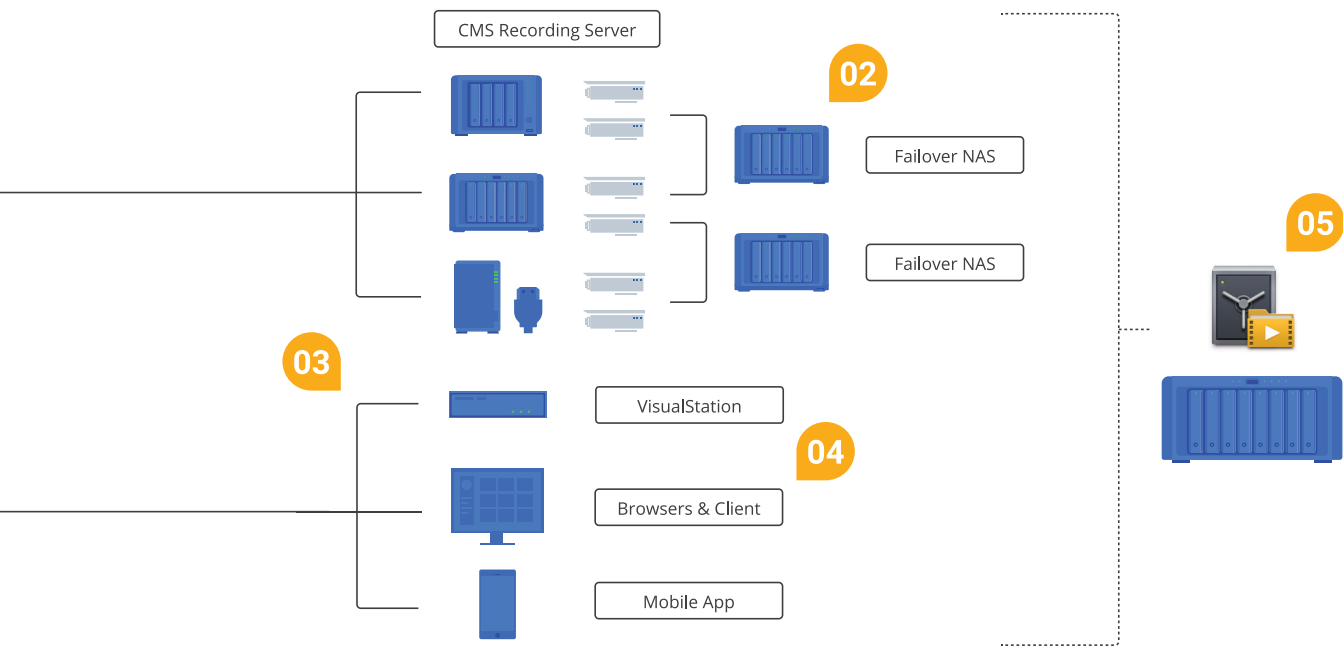 CMS Recording Server
02
Failover NAS
05
Failover NAS
03
VisualStation
04
Browsers & Client
Mobile App